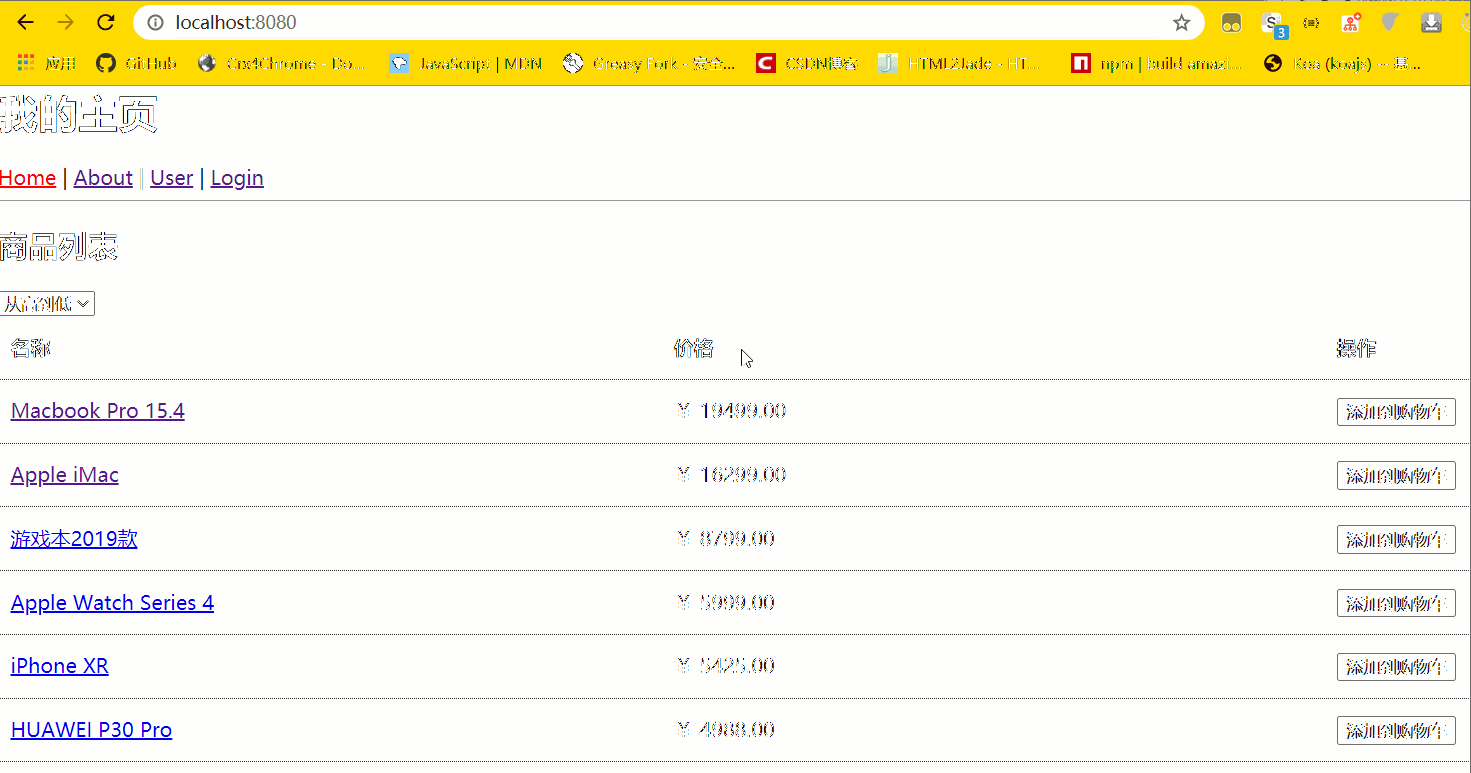 localhost:8080
3
应用 GitHub Crx4Chrome - Do... JavaScript | MDN Greasy Fork - 安全... CSDN博客 HTML2Jade - HT... npm | build amazi... Koa (koajs) -- 基...
我的主页
Home | About | User | Login
商品列表
从高到低
名称 价格 操作
Macbook Pro 15.4 ￥ 19499.00 添加到购物车
Apple iMac ￥ 16299.00 添加到购物车
游戏本2019款 ￥ 8799.00 添加到购物车
Apple Watch Series 4 ￥ 5999.00 添加到购物车
iPhone XR ￥ 5425.00 添加到购物车
HUAWEI P30 Pro ￥ 4988.00 添加到购物车